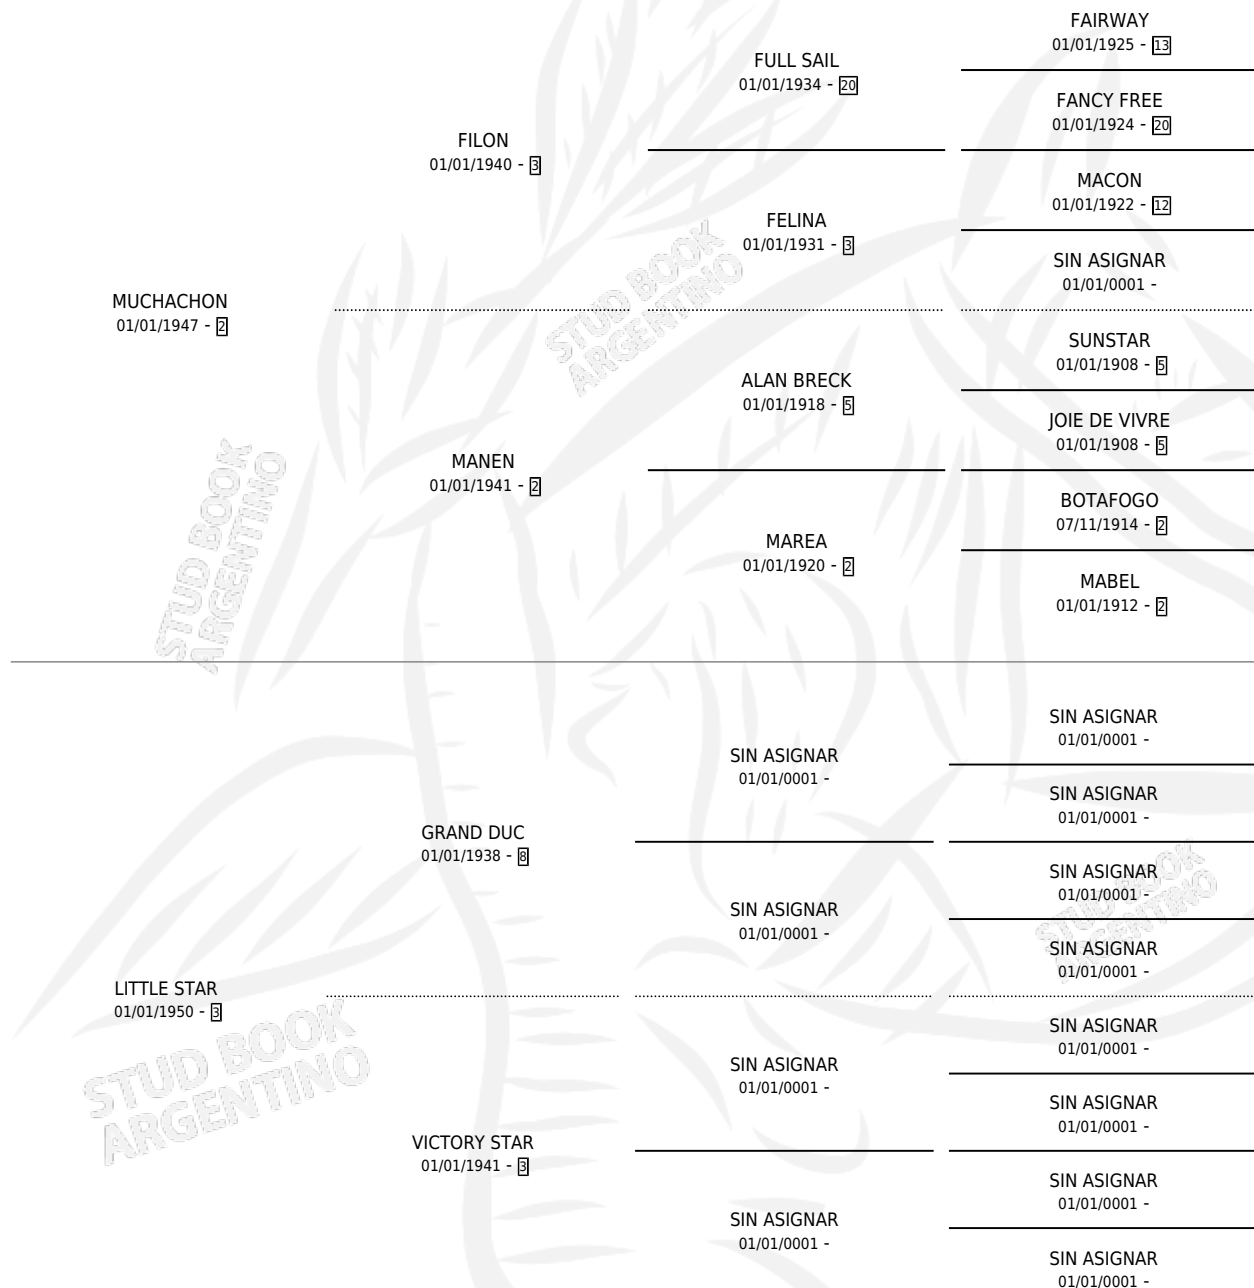 FAIRWAY
01/01/1925 - 13
FULL SAIL
01/01/1934 - 20
FANCY FREE
01/01/1924 - 20
FILON
01/01/1940 - 3
MACON
01/01/1922 - 12
FELINA
01/01/1931 - 3
SIN ASIGNAR
01/01/0001 -
MUCHACHON
01/01/1947 - 2
SUNSTAR
01/01/1908 - 5
ALAN BRECK
01/01/1918 - 5
JOIE DE VIVRE
01/01/1908 - 5
MANEN
01/01/1941 - 2
BOTAFOGO
07/11/1914 - 2
MAREA
01/01/1920 - 2
MABEL
01/01/1912 - 2
STUD BOOK
ARGENTINO
STUD BOOK
ARGENTINO
SIN ASIGNAR
01/01/0001 -
SIN ASIGNAR
01/01/0001 -
SIN ASIGNAR
01/01/0001 -
GRAND DUC
01/01/1938 - 8
SIN ASIGNAR
01/01/0001 -
SIN ASIGNAR
01/01/0001 -
SIN ASIGNAR
01/01/0001 -
LITTLE STAR
01/01/1950 - 3
SIN ASIGNAR
01/01/0001 -
SIN ASIGNAR
01/01/0001 -
SIN ASIGNAR
01/01/0001 -
VICTORY STAR
01/01/1941 - 3
SIN ASIGNAR
01/01/0001 -
SIN ASIGNAR
01/01/0001 -
SIN ASIGNAR
01/01/0001 -
STUD BOOK
ARGENTINO
STUD BOOK
ARGENTINO